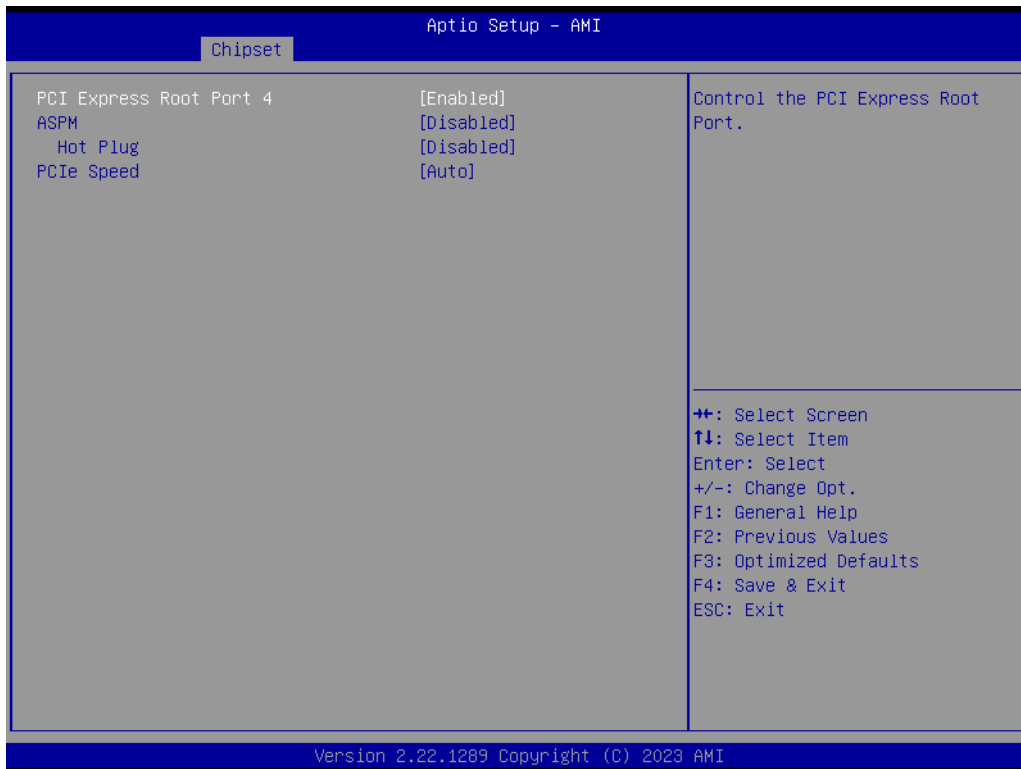 Aptio Setup – AMI
Chipset
PCI Express Root Port 4 [Enabled]
ASPM [Disabled]
Hot Plug [Disabled]
PCIe Speed [Auto]
Control the PCI Express Root
Port.
→←: Select Screen
↑↓: Select Item
Enter: Select
+/-: Change Opt.
F1: General Help
F2: Previous Values
F3: Optimized Defaults
F4: Save & Exit
ESC: Exit
Version 2.22.1289 Copyright (C) 2023 AMI